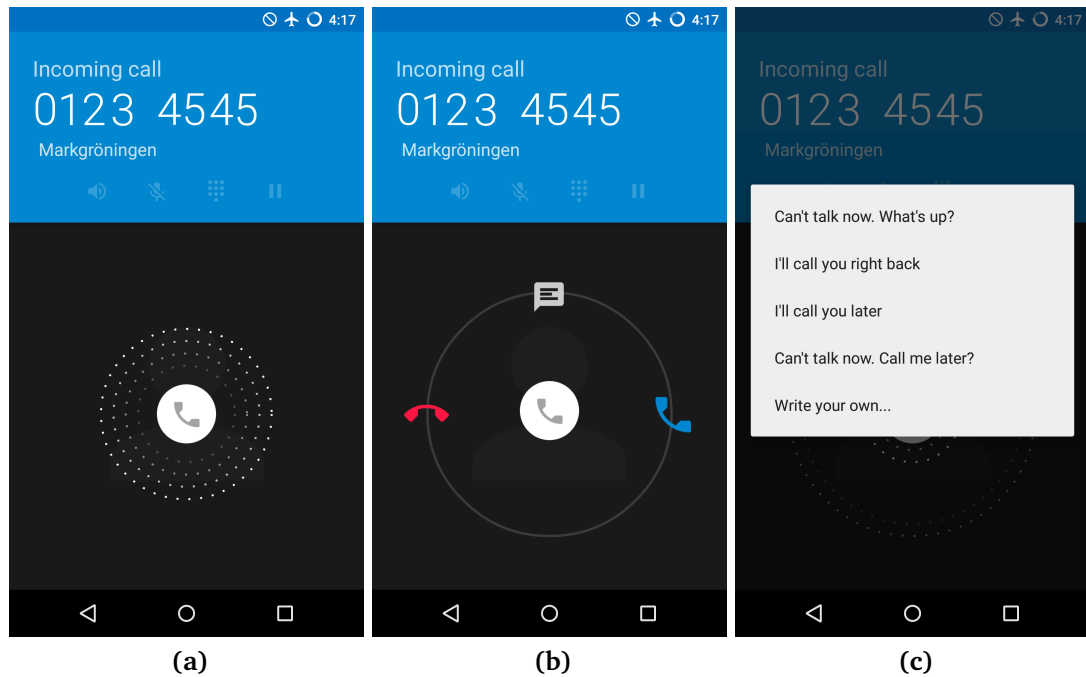 4:17
Incoming call
0123 4545
Markgröningen
(a)
4:17
Incoming call
0123 4545
Markgröningen
(b)
4:17
Incoming call
0123 4545
Markgröningen
Can't talk now. What's up?
I'll call you right back
I'll call you later
Can't talk now. Call me later?
Write your own...
(c)